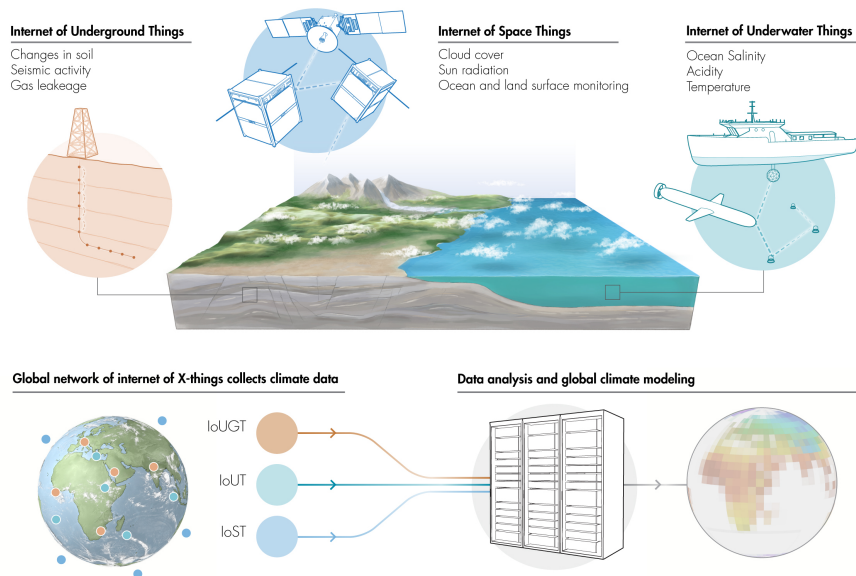 Internet of Underground Things
Changes in soil
Seismic activity
Gas leakeage
Internet of Space Things
Cloud cover
Sun radiation
Ocean and land surface monitoring
Internet of Underwater Things
Ocean Salinity
Acidity
Temperature
Global network of internet of X-things collects climate data
IoUGT
IoUT
IoST
Data analysis and global climate modeling